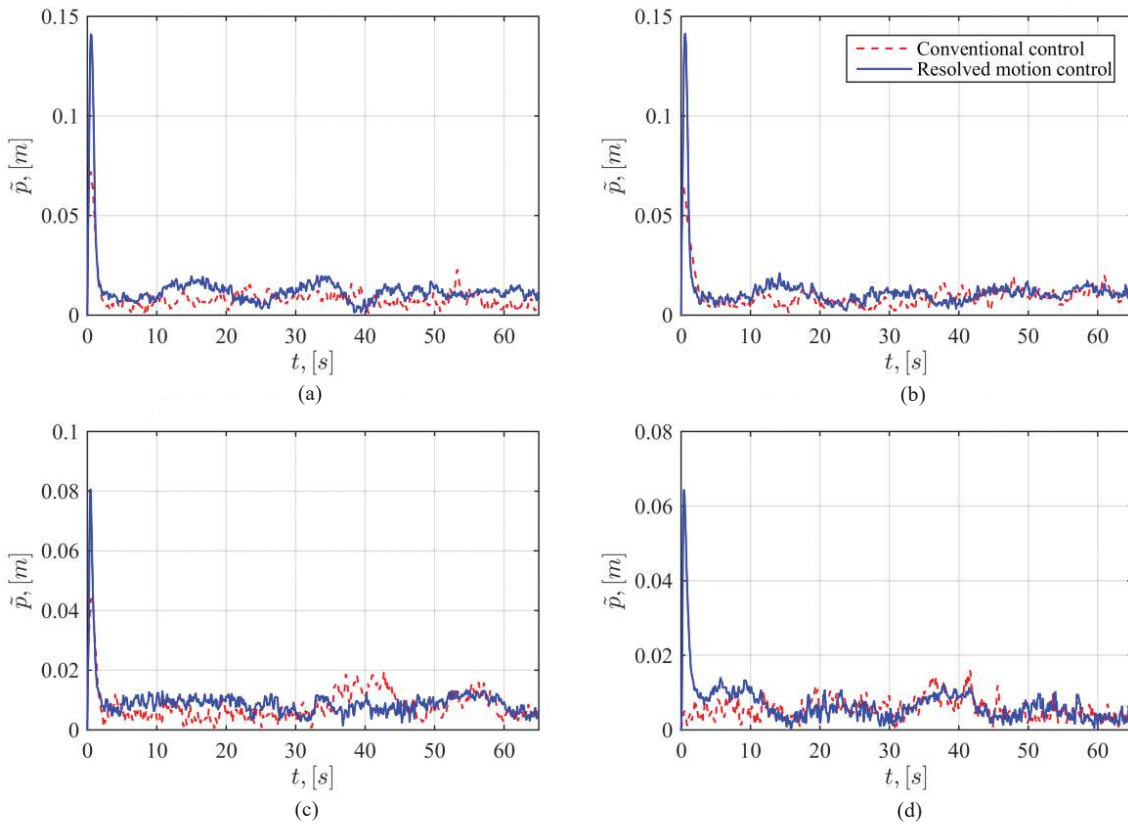 0.15
0.1
0.05
0
p̃, [m]
0 10 20 30 40 50 60
t, [s]
(a)
0.15
0.1
0.05
0
p̃, [m]
Conventional control
Resolved motion control
0 10 20 30 40 50 60
t, [s]
(b)
0.1
0.08
0.06
0.04
0.02
0
p̃, [m]
0 10 20 30 40 50 60
t, [s]
(c)
0.08
0.06
0.04
0.02
0
p̃, [m]
0 10 20 30 40 50 60
t, [s]
(d)